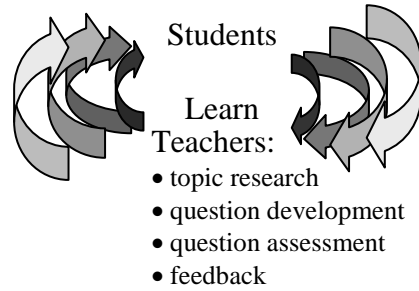 Students
Learn
Teachers:
• topic research
• question development
• question assessment
• feedback